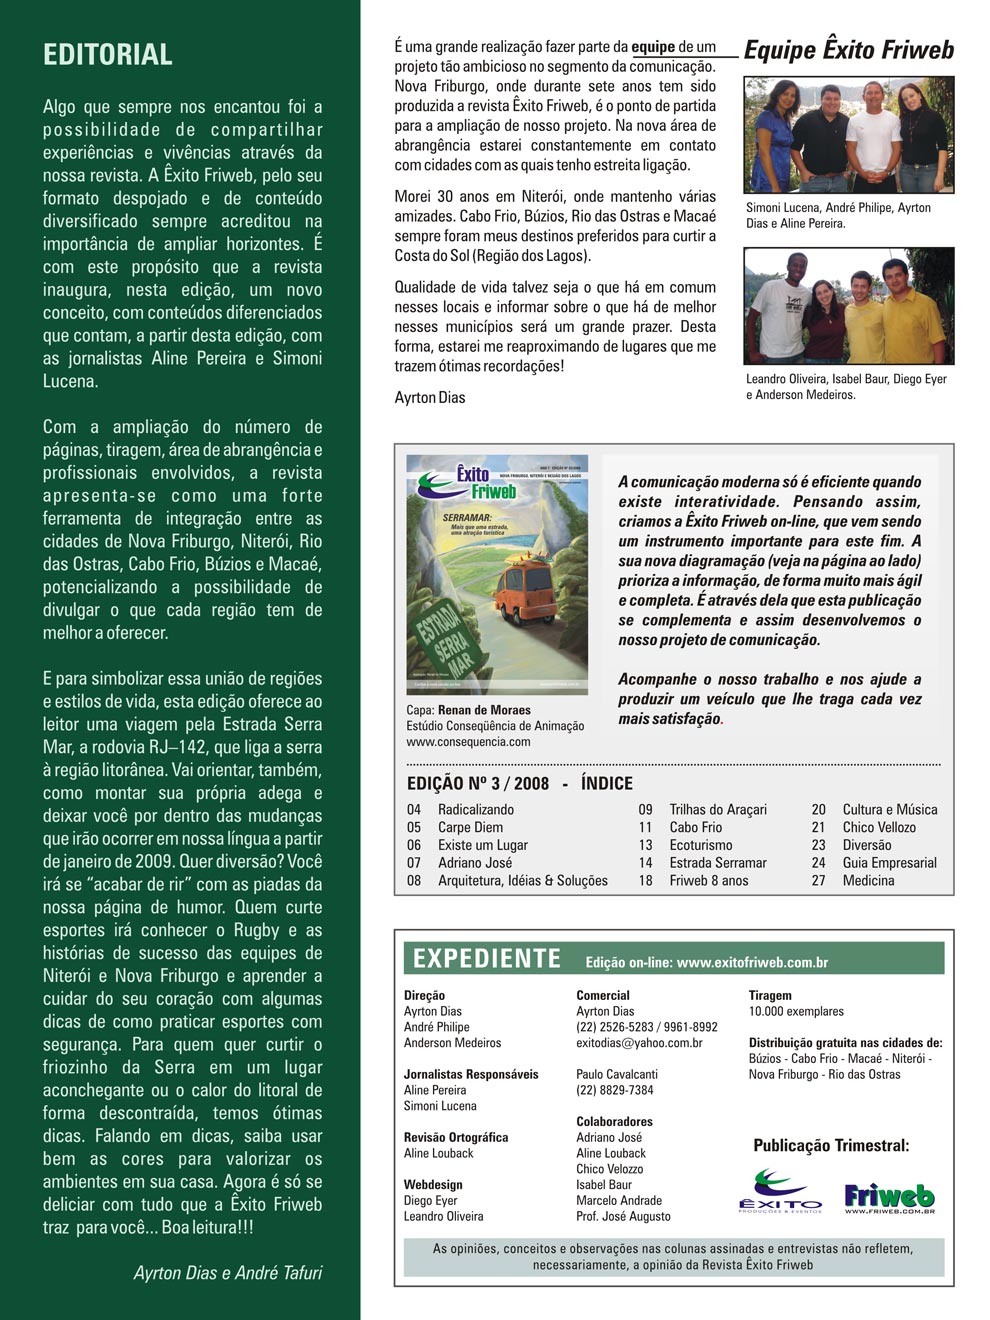 EDITORIAL
Algo que sempre nos encantou foi a
possibilidade de compartilhar
experiências e vivências através da
nossa revista. A Êxito Friweb, pelo seu
formato despojado e de conteúdo
diversificado sempre acreditou na
importância de ampliar horizontes. É
com este propósito que a revista
inaugura, nesta edição, um novo
conceito, com conteúdos diferenciados
que contam, a partir desta edição, com
as jornalistas Aline Pereira e Simoni
Lucena.
Com a ampliação do número de
páginas, tiragem, área de abrangência e
profissionais envolvidos, a revista
apresenta-se como uma forte
ferramenta de integração entre as
cidades de Nova Friburgo, Niterói, Rio
das Ostras, Cabo Frio, Búzios e Macaé,
potencializando a possibilidade de
divulgar o que cada região tem de
melhor a oferecer.
E para simbolizar essa união de regiões
e estilos de vida, esta edição oferece ao
leitor uma viagem pela Estrada Serra
Mar, a rodovia RJ–142, que liga a serra
à região litorânea. Vai orientar, também,
como montar sua própria adega e
deixar você por dentro das mudanças
que irão ocorrer em nossa língua a partir
de janeiro de 2009. Quer diversão? Você
irá se “acabar de rir” com as piadas da
nossa página de humor. Quem curte
esportes irá conhecer o Rugby e as
histórias de sucesso das equipes de
Niterói e Nova Friburgo e aprender a
cuidar do seu coração com algumas
dicas de como praticar esportes com
segurança. Para quem quer curtir o
friozinho da Serra em um lugar
aconchegante ou o calor do litoral de
forma descontraída, temos ótimas
dicas. Falando em dicas, saiba usar
bem as cores para valorizar os
ambientes em sua casa. Agora é só se
deliciar com tudo que a Êxito Friweb
traz para você... Boa leitura!!!
Ayrton Dias e André Tafuri
É uma grande realização fazer parte da equipe de um
projeto tão ambicioso no segmento da comunicação.
Nova Friburgo, onde durante sete anos tem sido
produzida a revista Êxito Friweb, é o ponto de partida
para a ampliação de nosso projeto. Na nova área de
abrangência estarei constantemente em contato
com cidades com as quais tenho estreita ligação.
Morei 30 anos em Niterói, onde mantenho várias
amizades. Cabo Frio, Búzios, Rio das Ostras e Macaé
sempre foram meus destinos preferidos para curtir a
Costa do Sol (Região dos Lagos).
Qualidade de vida talvez seja o que há em comum
nesses locais e informar sobre o que há de melhor
nesses municípios será um grande prazer. Desta
forma, estarei me reaproximando de lugares que me
trazem ótimas recordações!
Ayrton Dias
Equipe Êxito Friweb
Simoni Lucena, André Philipe, Ayrton
Dias e Aline Pereira.
Leandro Oliveira, Isabel Baur, Diego Eyer
e Anderson Medeiros.
Êxito
Friweb
NOVA FRIBURGO, NITERÓI E REGIÃO DOS LAGOS
SERRAMAR:
Mais que uma estrada,
uma atração turística
ESTRADA
SERRA
MAR
Capa: Renan de Moraes
Estúdio Conseqüência de Animação
www.consequencia.com
A comunicação moderna só é eficiente quando
existe interatividade. Pensando assim,
criamos a Êxito Friweb on-line, que vem sendo
um instrumento importante para este fim. A
sua nova diagramação (veja na página ao lado)
prioriza a informação, de forma muito mais ágil
e completa. É através dela que esta publicação
se complementa e assim desenvolvemos o
nosso projeto de comunicação.
Acompanhe o nosso trabalho e nos ajude a
produzir um veículo que lhe traga cada vez
mais satisfação.
EDIÇÃO Nº 3 / 2008 - ÍNDICE
04 Radicalizando
05 Carpe Diem
06 Existe um Lugar
07 Adriano José
08 Arquitetura, Idéias & Soluções
09 Trilhas do Araçari
11 Cabo Frio
13 Ecoturismo
14 Estrada Serramar
18 Friweb 8 anos
20 Cultura e Música
21 Chico Vellozo
23 Diversão
24 Guia Empresarial
27 Medicina
EXPEDIENTE Edição on-line: www.exitofriweb.com.br
Direção
Ayrton Dias
André Philipe
Anderson Medeiros
Jornalistas Responsáveis
Aline Pereira
Simoni Lucena
Revisão Ortográfica
Aline Louback
Webdesign
Diego Eyer
Leandro Oliveira
Comercial
Ayrton Dias
(22) 2526-5283 / 9961-8992
exitodias@yahoo.com.br
Paulo Cavalcanti
(22) 8829-7384
Colaboradores
Adriano José
Aline Louback
Chico Velozzo
Isabel Baur
Marcelo Andrade
Prof. José Augusto
Tiragem
10.000 exemplares
Distribuição gratuita nas cidades de:
Búzios - Cabo Frio - Macaé - Niterói -
Nova Friburgo - Rio das Ostras
Publicação Trimestral:
ÊXITO
PRODUÇÕES & EVENTOS
Friweb
WWW.FRIWEB.COM.BR
As opiniões, conceitos e observações nas colunas assinadas e entrevistas não refletem,
necessariamente, a opinião da Revista Êxito Friweb